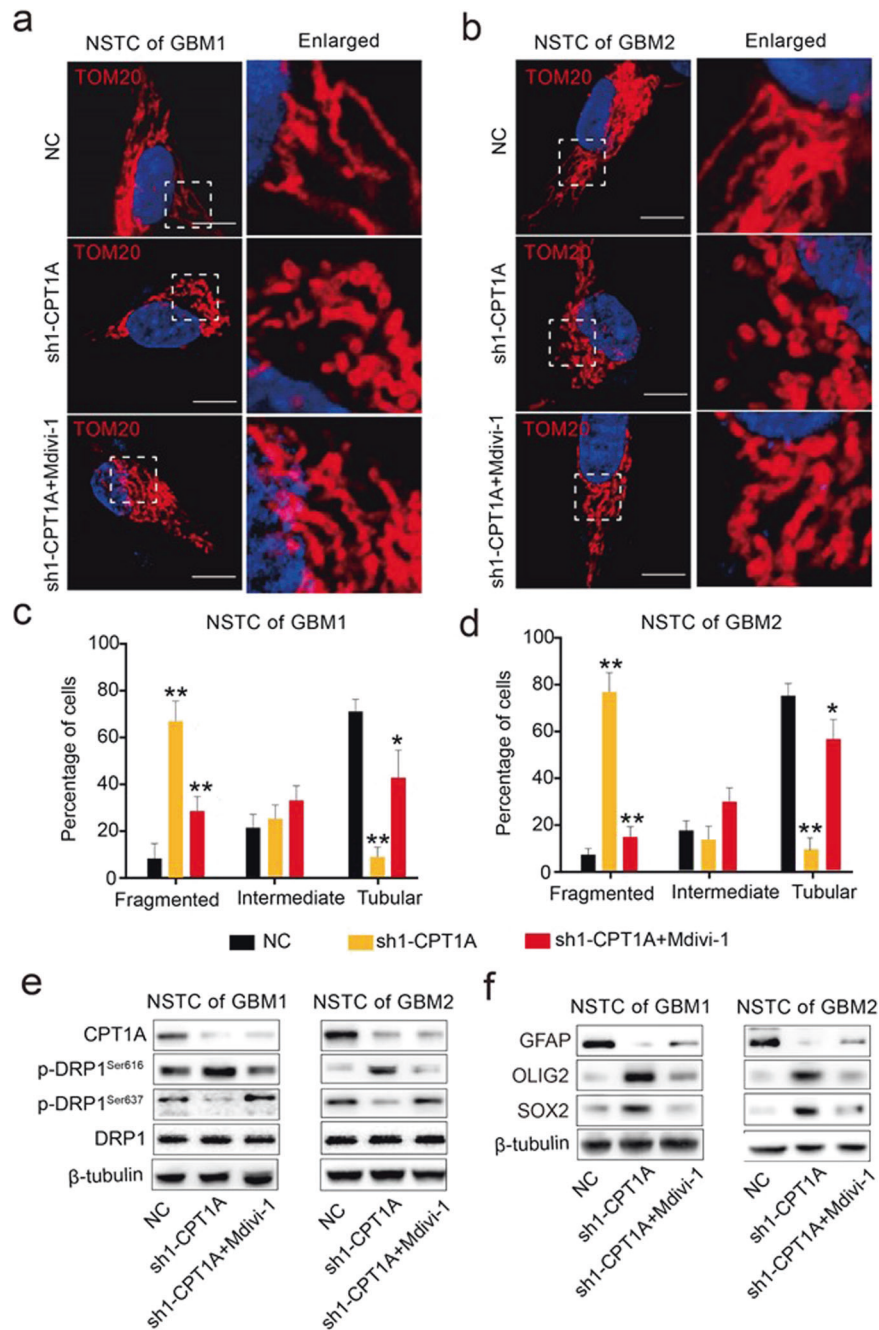 a
NSTC of GBM1
Enlarged
NC
TOM20
sh1-CPT1A
TOM20
sh1-CPT1A+Mdivi-1
TOM20
b
NSTC of GBM2
Enlarged
NC
TOM20
sh1-CPT1A
TOM20
sh1-CPT1A+Mdivi-1
TOM20
c
NSTC of GBM1
Percentage of cells
100
80
60
40
20
0
**
**
**
*
Fragmented Intermediate Tubular
d
NSTC of GBM2
Percentage of cells
100
80
60
40
20
0
**
**
**
*
Fragmented Intermediate Tubular
NC sh1-CPT1A sh1-CPT1A+Mdivi-1
e
NSTC of GBM1 NSTC of GBM2
CPT1A
p-DRP1Ser616
p-DRP1Ser637
DRP1
β-tubulin
NC sh1-CPT1A sh1-CPT1A+Mdivi-1
NC sh1-CPT1A sh1-CPT1A+Mdivi-1
f
NSTC of GBM1 NSTC of GBM2
GFAP
OLIG2
SOX2
β-tubulin
NC sh1-CPT1A sh1-CPT1A+Mdivi-1
NC sh1-CPT1A sh1-CPT1A+Mdivi-1